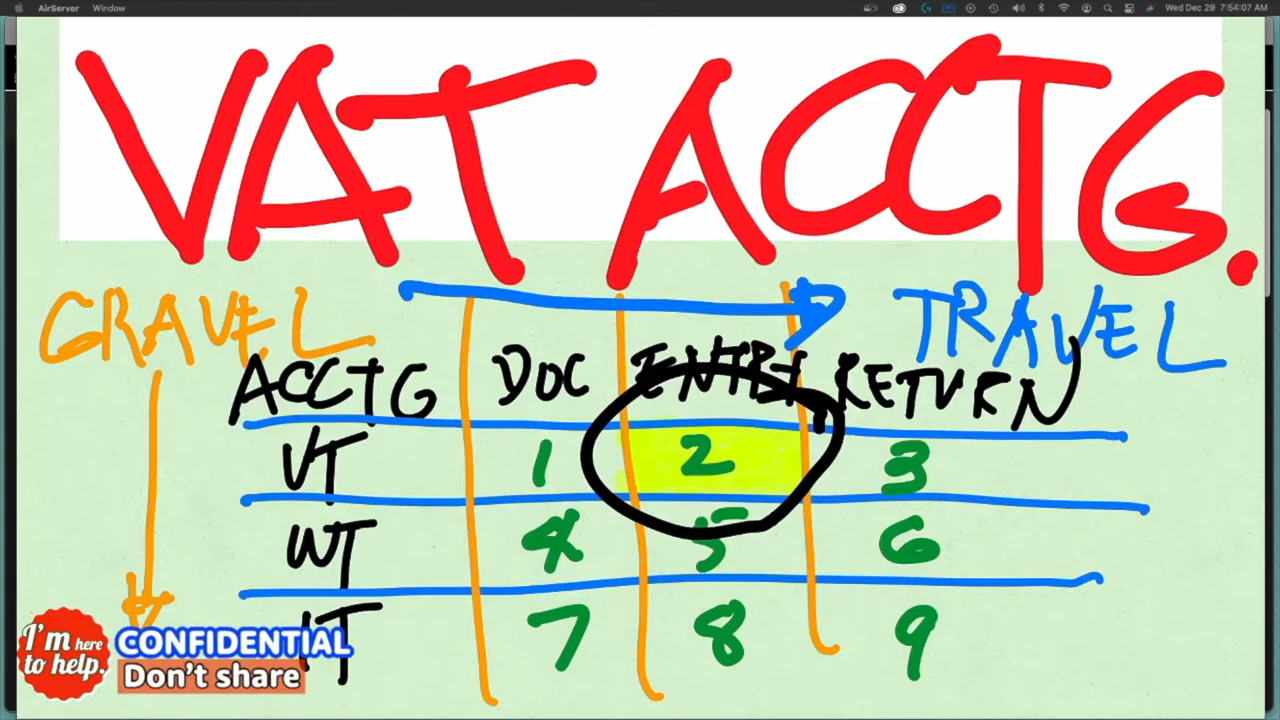 AirServer Window Wed Dec 29 7:54:07 AM
VAT ACCTG.
GRAVEL TRAVEL
ACCTG DOC ENTRY RETURN
VT 1 2 3
WT 4 5 6
IT 7 8 9
I'm here
to help.
CONFIDENTIAL
Don't share